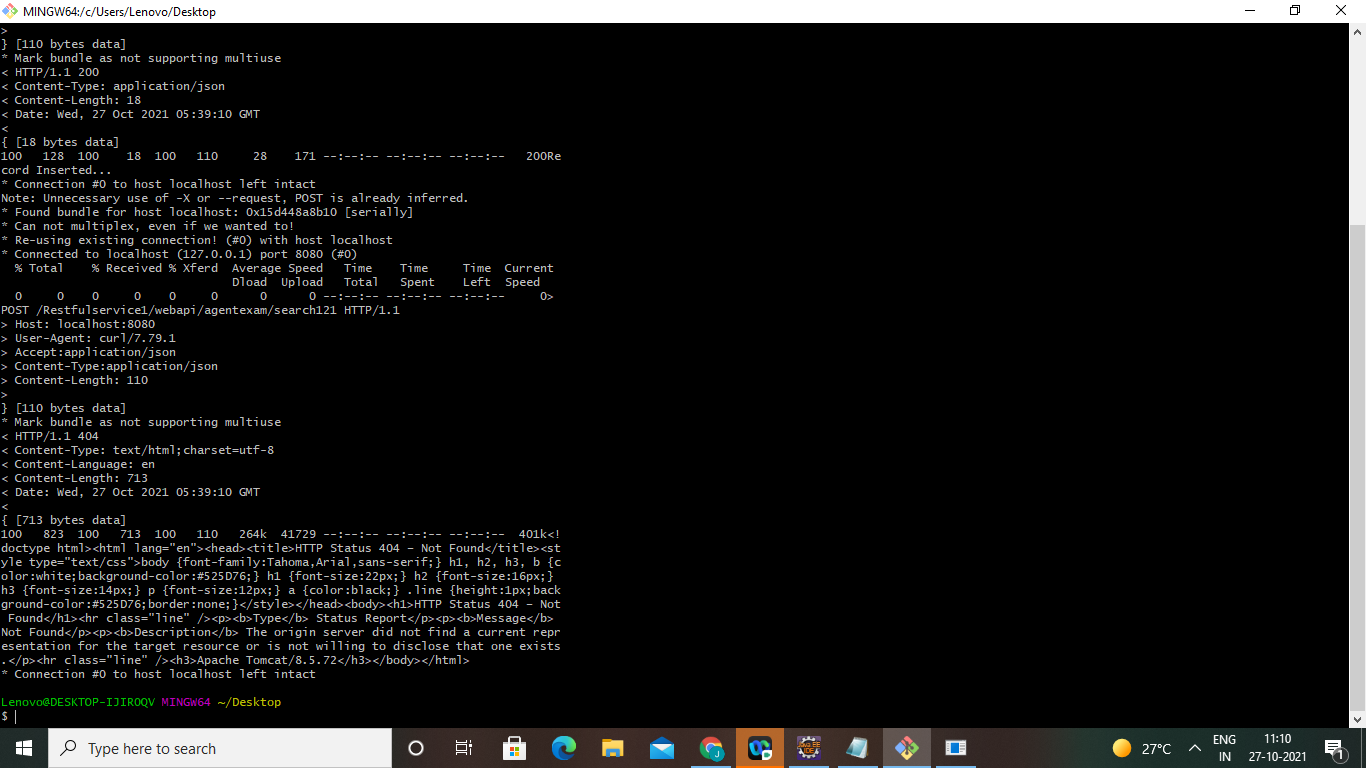 MINGW64:/c/Users/Lenovo/Desktop
>
} [110 bytes data]
* Mark bundle as not supporting multiuse
< HTTP/1.1 200
< Content-Type: application/json
< Content-Length: 18
< Date: Wed, 27 Oct 2021 05:39:10 GMT
<
{ [18 bytes data]
100   128  100    18  100   110     28    171 --:--:-- --:--:-- --:--:--   200Re
cord Inserted...
* Connection #0 to host localhost left intact
Note: Unnecessary use of -X or --request, POST is already inferred.
* Found bundle for host localhost: 0x15d448a8b10 [serially]
* Can not multiplex, even if we wanted to!
* Re-using existing connection! (#0) with host localhost
* Connected to localhost (127.0.0.1) port 8080 (#0)
  % Total    % Received % Xferd  Average Speed   Time    Time     Time  Current
                                 Dload  Upload   Total   Spent    Left  Speed
  0     0    0     0    0     0      0      0 --:--:-- --:--:-- --:--:--     0>
POST /Restfulservice1/webapi/agentexam/search121 HTTP/1.1
> Host: localhost:8080
> User-Agent: curl/7.79.1
> Accept:application/json
> Content-Type:application/json
> Content-Length: 110
>
} [110 bytes data]
* Mark bundle as not supporting multiuse
< HTTP/1.1 404
< Content-Type: text/html;charset=utf-8
< Content-Language: en
< Content-Length: 713
< Date: Wed, 27 Oct 2021 05:39:10 GMT
<
{ [713 bytes data]
100   823  100   713  100   110   264k  41729 --:--:-- --:--:-- --:--:--  401k<!
doctype html><html lang="en"><head><title>HTTP Status 404 – Not Found</title><st
yle type="text/css">body {font-family:Tahoma,Arial,sans-serif;} h1, h2, h3, b {c
olor:white;background-color:#525D76;} h1 {font-size:22px;} h2 {font-size:16px;}
h3 {font-size:14px;} p {font-size:12px;} a {color:black;} .line {height:1px;back
ground-color:#525D76;border:none;}</style></head><body><h1>HTTP Status 404 – Not
 Found</h1><hr class="line" /><p><b>Type</b> Status Report</p><p><b>Message</b>
Not Found</p><p><b>Description</b> The origin server did not find a current repr
esentation for the target resource or is not willing to disclose that one exists
.</p><hr class="line" /><h3>Apache Tomcat/8.5.72</h3></body></html>
* Connection #0 to host localhost left intact
Lenovo@DESKTOP-IJIROQV MINGW64 ~/Desktop
$
Type here to search
J
Java EE
IDE
27°C
ENG
IN
11:10
27-10-2021
1